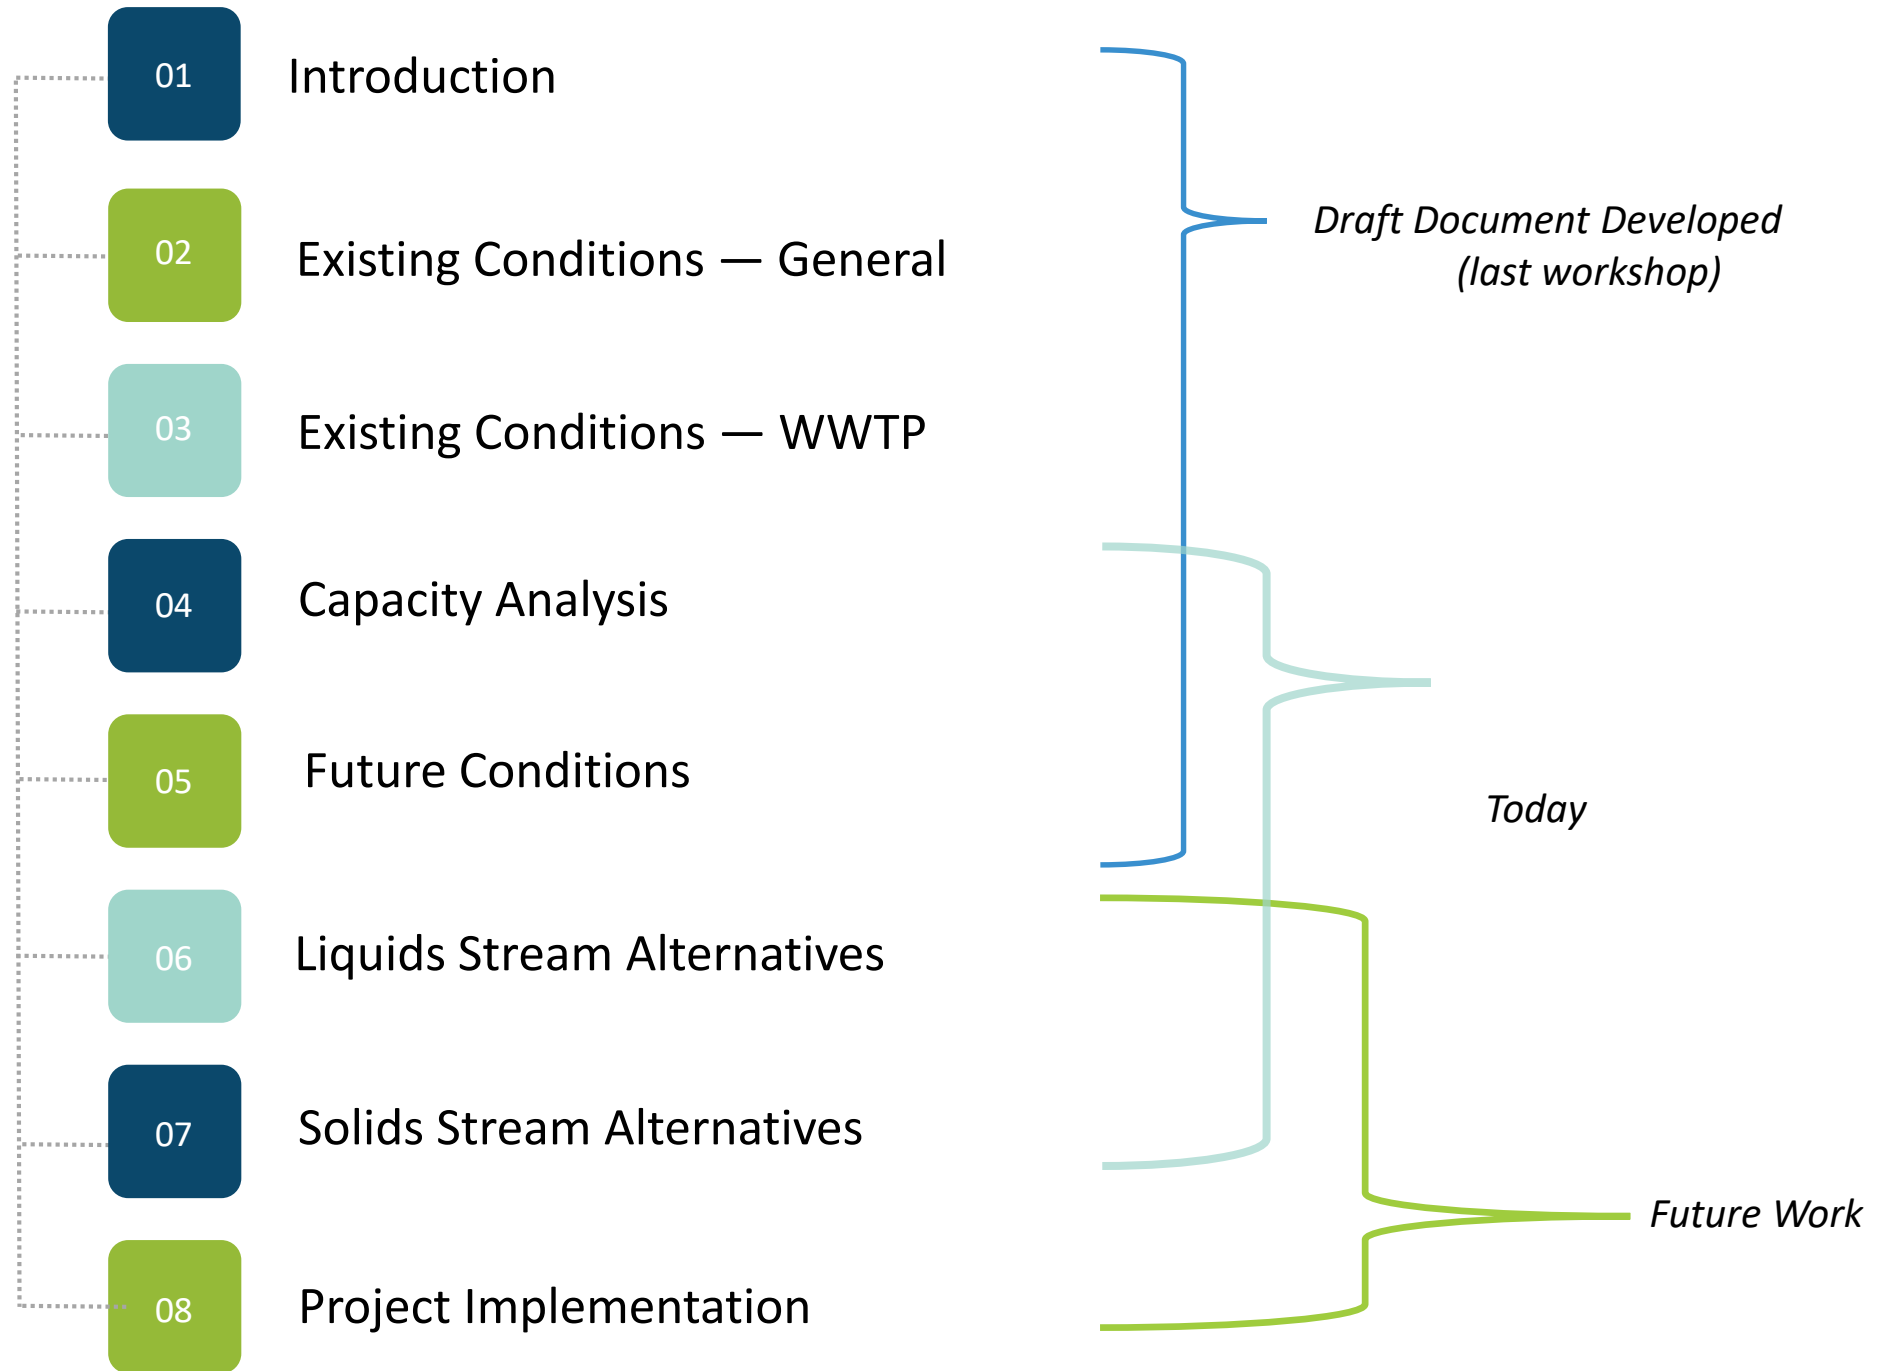 01
Introduction
02
Existing Conditions — General
03
Existing Conditions — WWTP
04
Capacity Analysis
05
Future Conditions
06
Liquids Stream Alternatives
07
Solids Stream Alternatives
08
Project Implementation
Draft Document Developed
(last workshop)
Today
Future Work